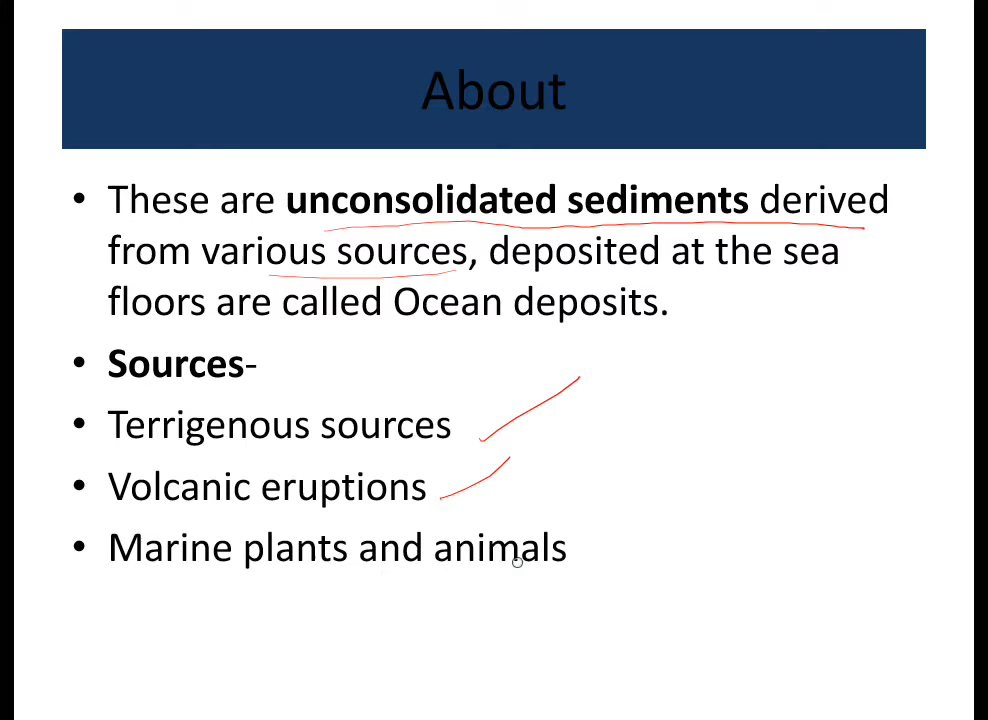 About
• These are unconsolidated sediments derived
from various sources, deposited at the sea
floors are called Ocean deposits.
• Sources-
• Terrigenous sources
• Volcanic eruptions
• Marine plants and animals